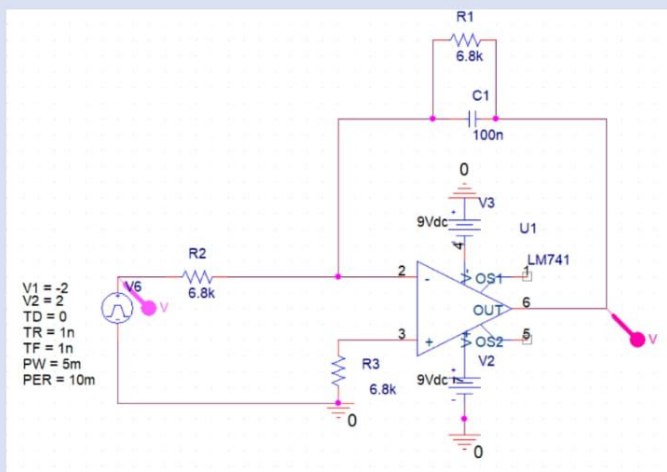 R1
6.8k
C1
100n
0
V3
9Vdc
U1
4
LM741
R2
6.8k
2
-
V-
OS1
1
V1 = -2
V2 = 2
TD = 0
TR = 1n
TF = 1n
PW = 5m
PER = 10m
V6
V
OUT
6
3
+
V+
OS2
5
V
R3
6.8k
0
V2
9Vdc
7
0